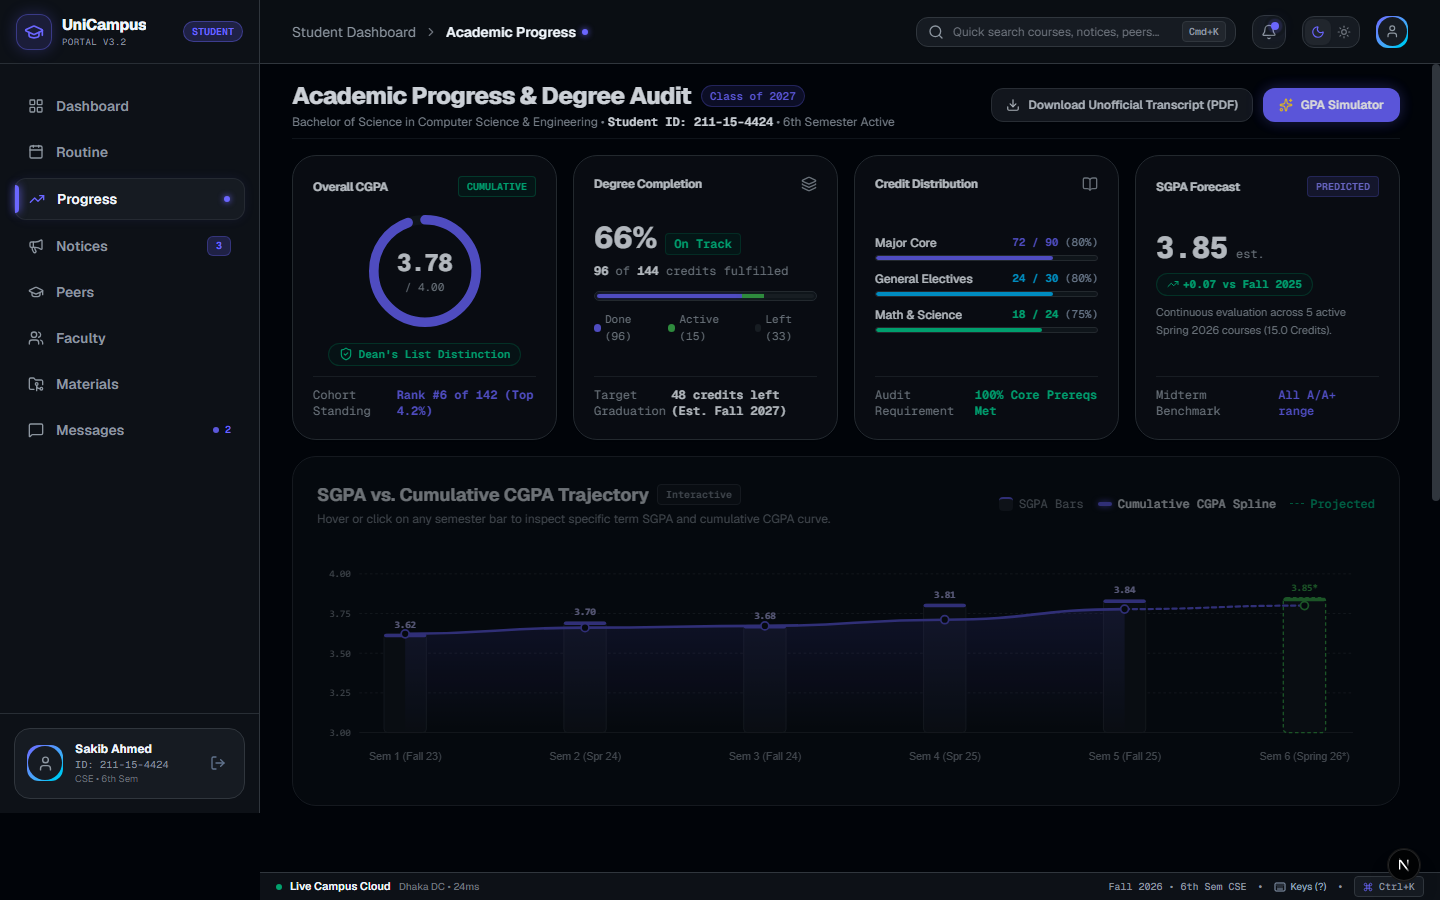 UniCampus
PORTAL V3.2
STUDENT
Student Dashboard > Academic Progress
Quick search courses, notices, peers...
Cmd+K
Dashboard
Routine
Progress
Notices 3
Peers
Faculty
Materials
Messages 2
Sakib Ahmed
ID: 211-15-4424
CSE • 6th Sem
Academic Progress & Degree Audit
Class of 2027
Bachelor of Science in Computer Science & Engineering • Student ID: 211-15-4424 • 6th Semester Active
Download Unofficial Transcript (PDF)
GPA Simulator
Overall CGPA
CUMULATIVE
3.78
/ 4.00
Dean's List Distinction
Cohort Standing
Rank #6 of 142 (Top 4.2%)
Degree Completion
66%
On Track
96 of 144 credits fulfilled
Done (96)
Active (15)
Left (33)
Target Graduation
48 credits left (Est. Fall 2027)
Credit Distribution
Major Core 72 / 90 (80%)
General Electives 24 / 30 (80%)
Math & Science 18 / 24 (75%)
Audit Requirement
100% Core Prereqs Met
SGPA Forecast
PREDICTED
3.85 est.
+0.07 vs Fall 2025
Continuous evaluation across 5 active
Spring 2026 courses (15.0 Credits).
Midterm Benchmark
All A/A+ range
SGPA vs. Cumulative CGPA Trajectory
Interactive
Hover or click on any semester bar to inspect specific term SGPA and cumulative CGPA curve.
SGPA Bars
Cumulative CGPA Spline
Projected
4.00
3.75
3.50
3.25
3.00
3.62
3.70
3.68
3.81
3.84
3.85*
Sem 1 (Fall 23)
Sem 2 (Spr 24)
Sem 3 (Fall 24)
Sem 4 (Spr 25)
Sem 5 (Fall 25)
Sem 6 (Spring 26*)
N
Live Campus Cloud
Dhaka DC • 24ms
Fall 2026 • 6th Sem CSE • Keys (?) • ⌘ Ctrl+K